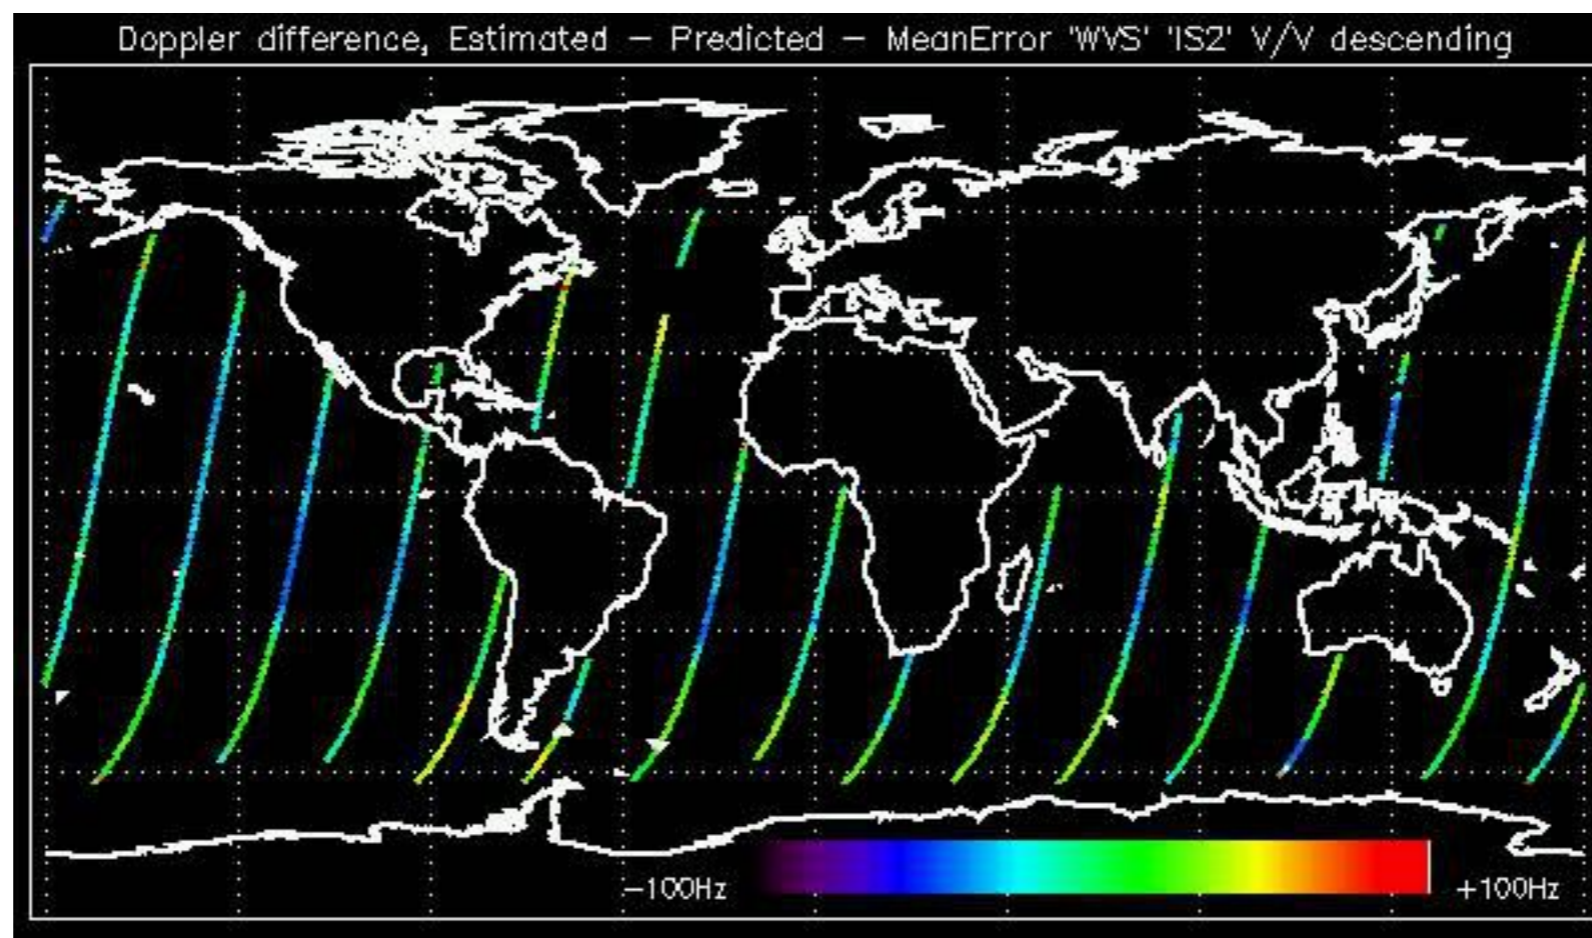 Doppler difference, Estimated - Predicted - MeanError 'WVS' 'IS2' V/V descending
-100Hz +100Hz